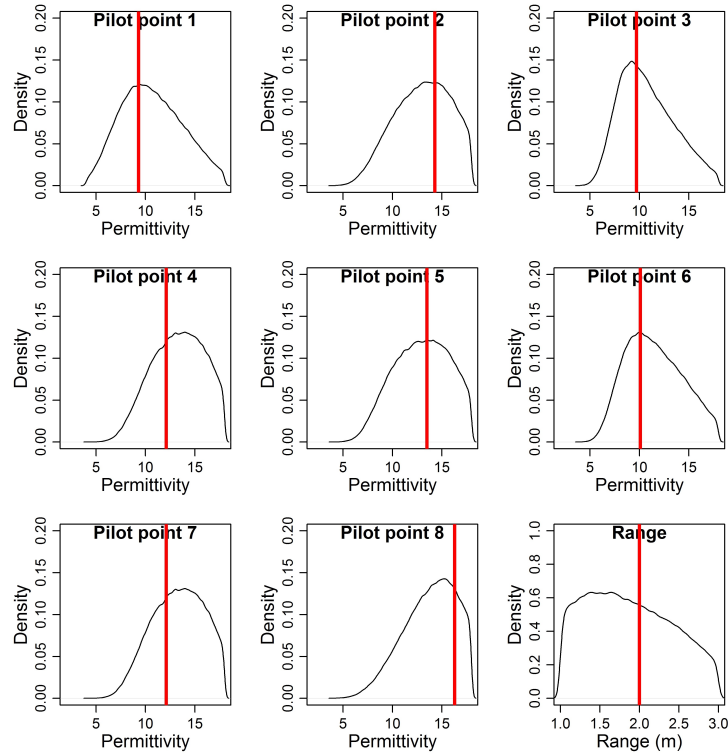 Pilot point 1
Density
0.00 0.05 0.10 0.15 0.20
5 10 15
Permittivity
Pilot point 2
Density
0.00 0.05 0.10 0.15 0.20
5 10 15
Permittivity
Pilot point 3
Density
0.00 0.05 0.10 0.15 0.20
5 10 15
Permittivity
Pilot point 4
Density
0.00 0.05 0.10 0.15 0.20
5 10 15
Permittivity
Pilot point 5
Density
0.00 0.05 0.10 0.15 0.20
5 10 15
Permittivity
Pilot point 6
Density
0.00 0.05 0.10 0.15 0.20
5 10 15
Permittivity
Pilot point 7
Density
0.00 0.05 0.10 0.15 0.20
5 10 15
Permittivity
Pilot point 8
Density
0.00 0.05 0.10 0.15 0.20
5 10 15
Permittivity
Range
Density
0.0 0.2 0.4 0.6 0.8 1.0
1.0 1.5 2.0 2.5 3.0
Range (m)